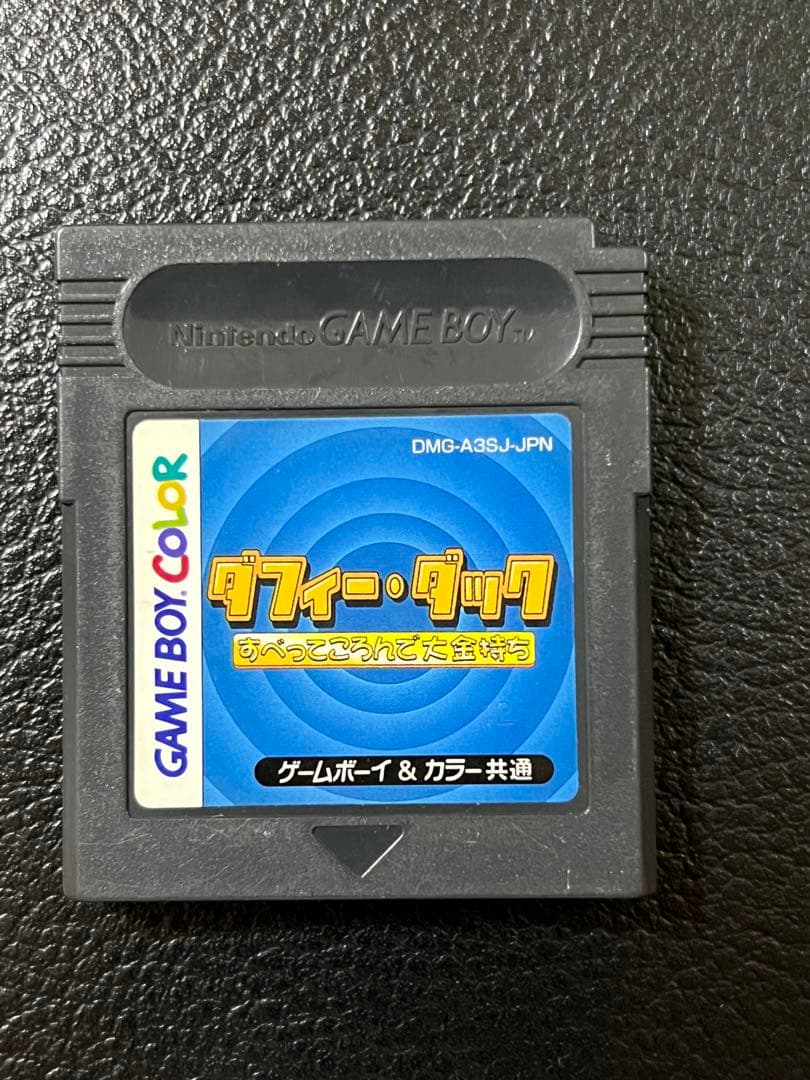 Nintendo GAME BOY TM
DMG-A3SJ-JPN
GAME BOY COLOR
ダフィー・ダック
すべってころんで大金持ち
ゲームボーイ & カラー共通